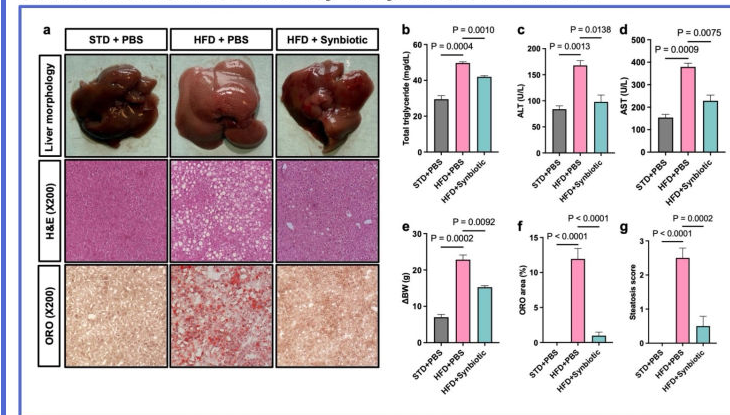 a
STD + PBS
HFD + PBS
HFD + Synbiotic
Liver morphology
H&E (X200)
ORO (X200)
b
P = 0.0010
P = 0.0004
Total triglyceride (mg/dL)
60
40
20
0
STD+PBS
HFD+PBS
HFD+Synbiotic
c
P = 0.0138
P = 0.0013
ALT (U/L)
200
150
100
50
0
STD+PBS
HFD+PBS
HFD+Synbiotic
d
P = 0.0075
P = 0.0009
AST (U/L)
500
400
300
200
100
0
STD+PBS
HFD+PBS
HFD+Synbiotic
e
P = 0.0092
P = 0.0002
ΔBW (g)
30
20
10
0
STD+PBS
HFD+PBS
HFD+Synbiotic
f
P < 0.0001
P < 0.0001
ORO area (%)
15
10
5
0
STD+PBS
HFD+PBS
HFD+Synbiotic
g
P = 0.0002
P < 0.0001
Steatosis score
3
2
1
0
STD+PBS
HFD+PBS
HFD+Synbiotic